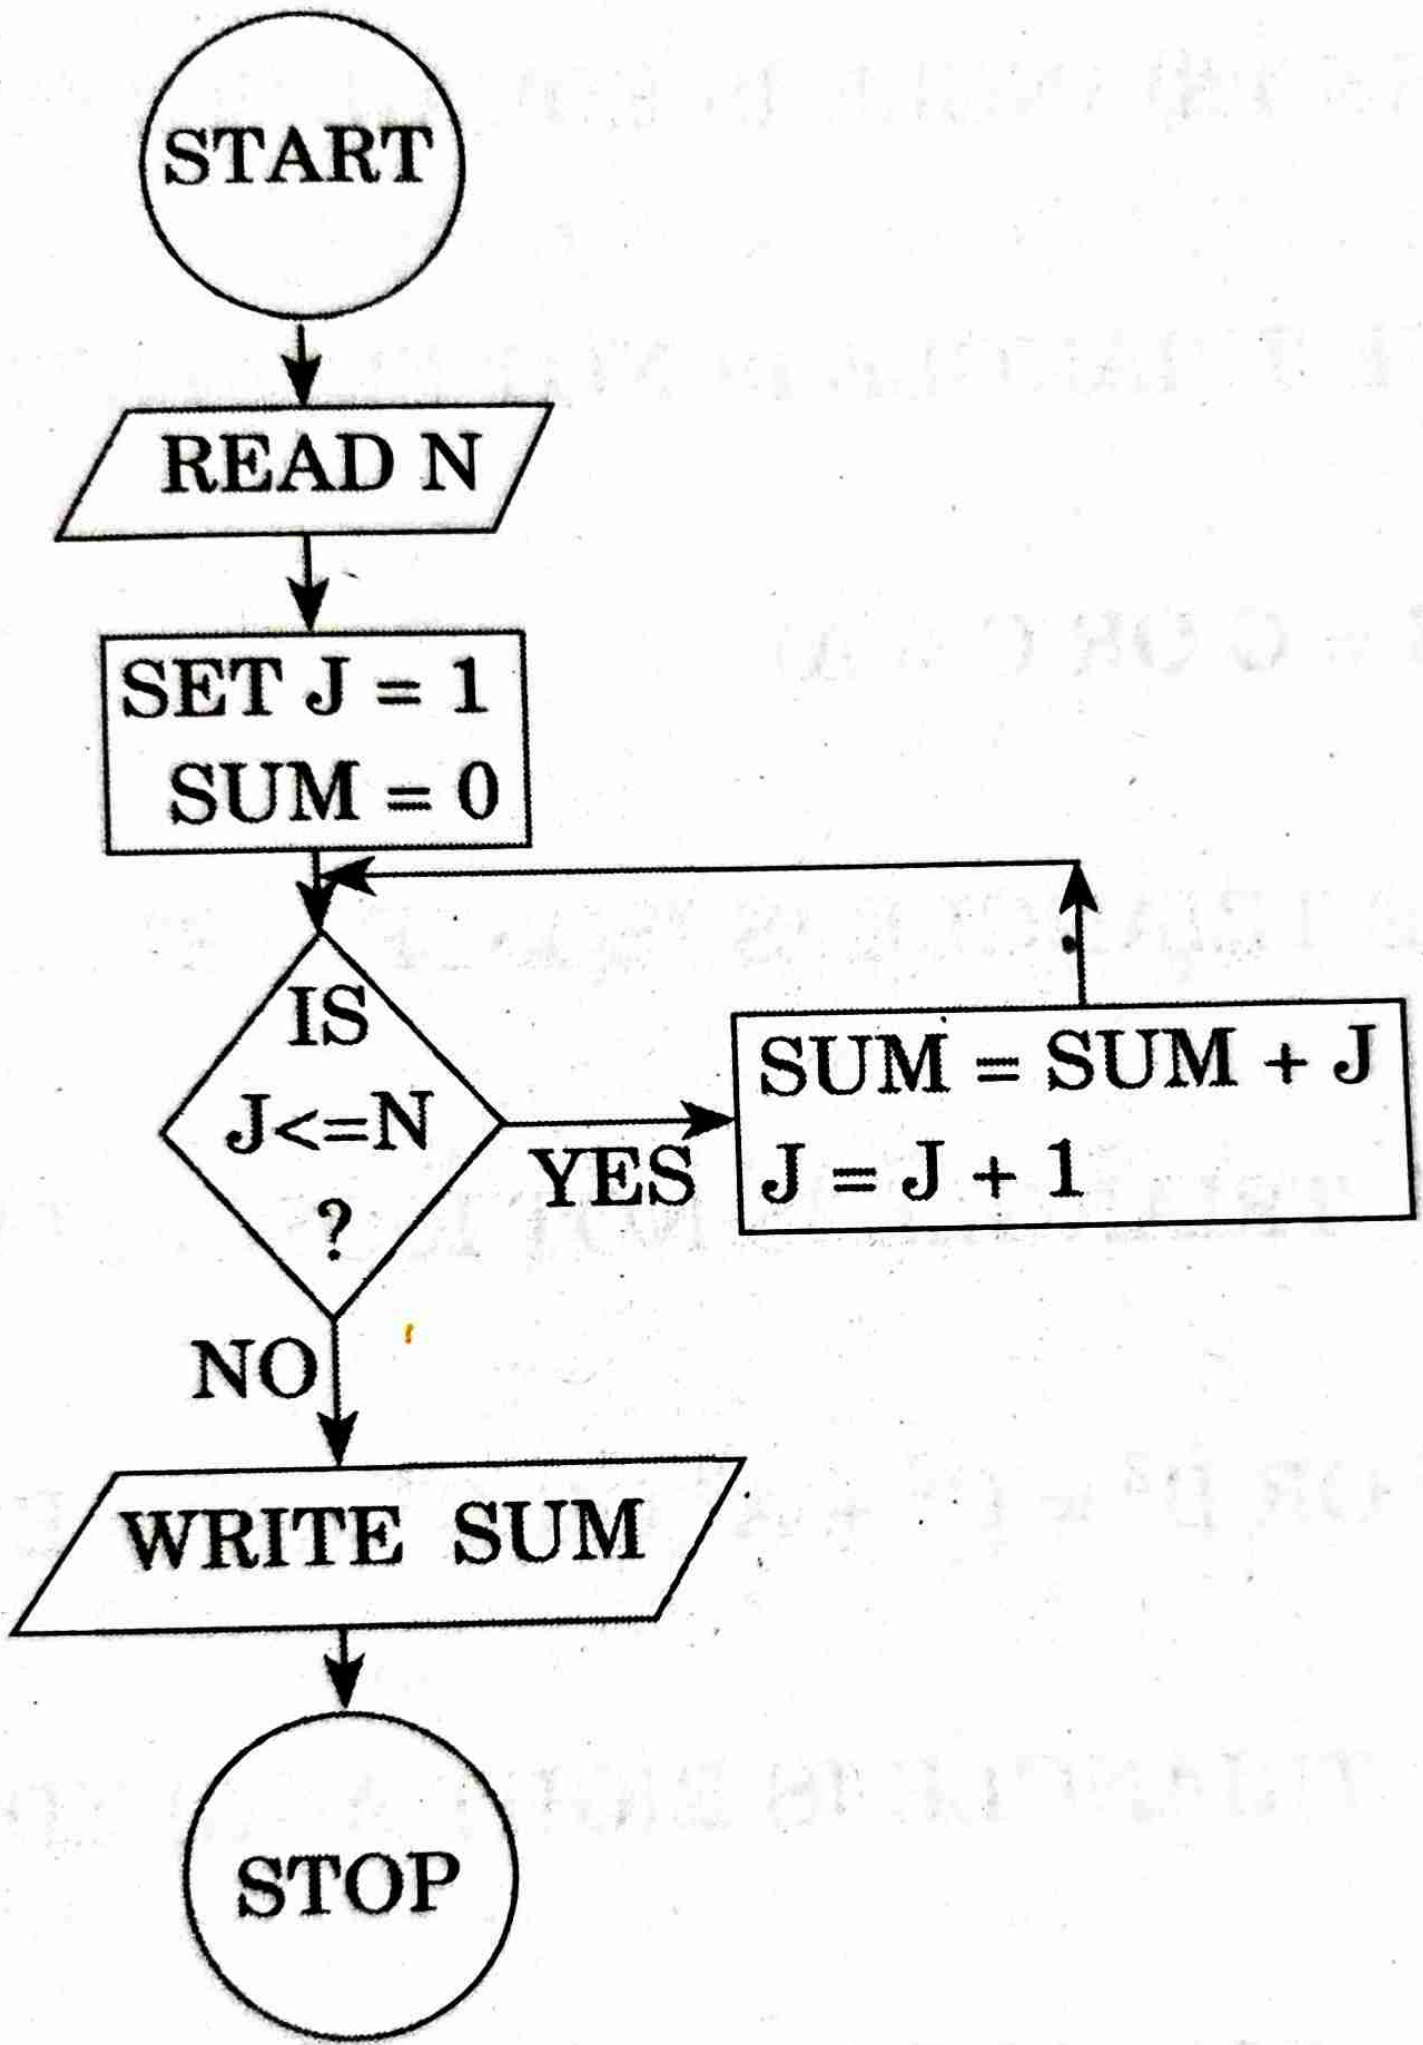 START
READ N
SET J = 1
SUM = 0
IS
J<=N
?
YES
SUM = SUM + J
J = J + 1
NO
WRITE SUM
STOP